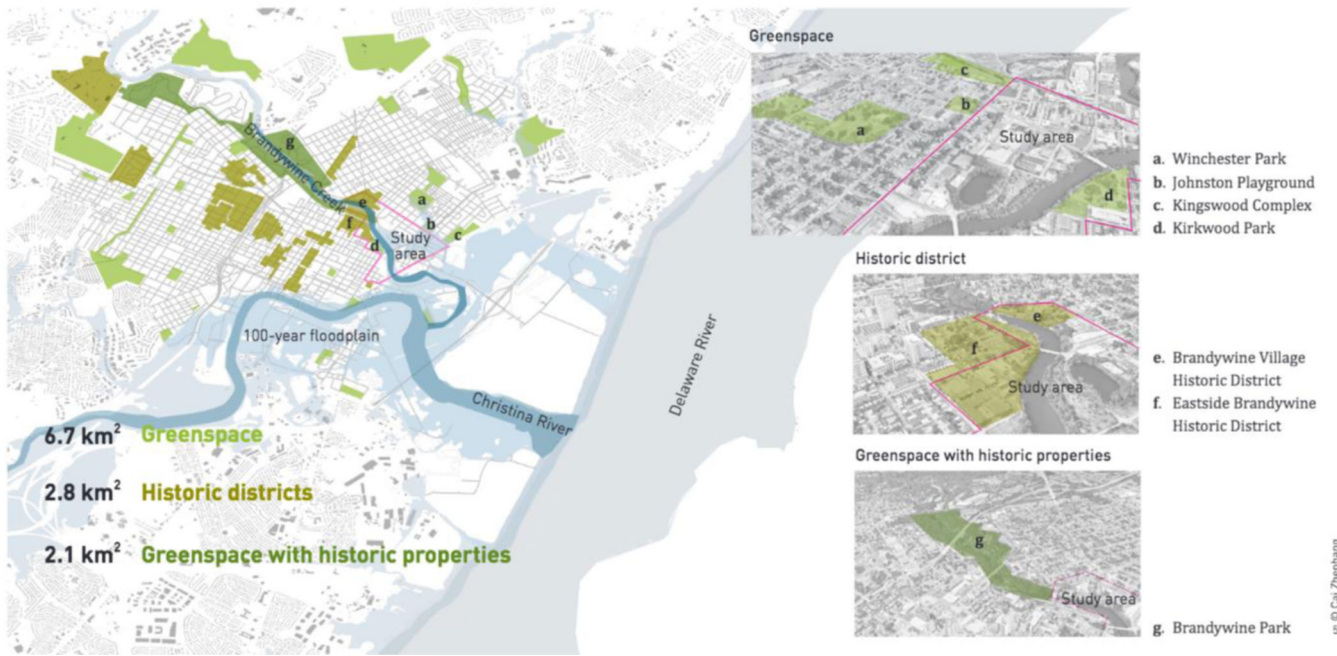 Brandywine Creek
g
e
f
a
b
c
d
Study
area
100-year floodplain
Christina River
Delaware River
6.7 km² Greenspace
2.8 km² Historic districts
2.1 km² Greenspace with historic properties
Greenspace
c
b
a
Study area
d
a. Winchester Park
b. Johnston Playground
c. Kingswood Complex
d. Kirkwood Park
Historic district
e
f
Study area
e. Brandywine Village
Historic District
f. Eastside Brandywine
Historic District
Greenspace with historic properties
g
Study area
g. Brandywine Park
© Cai Zhenhang